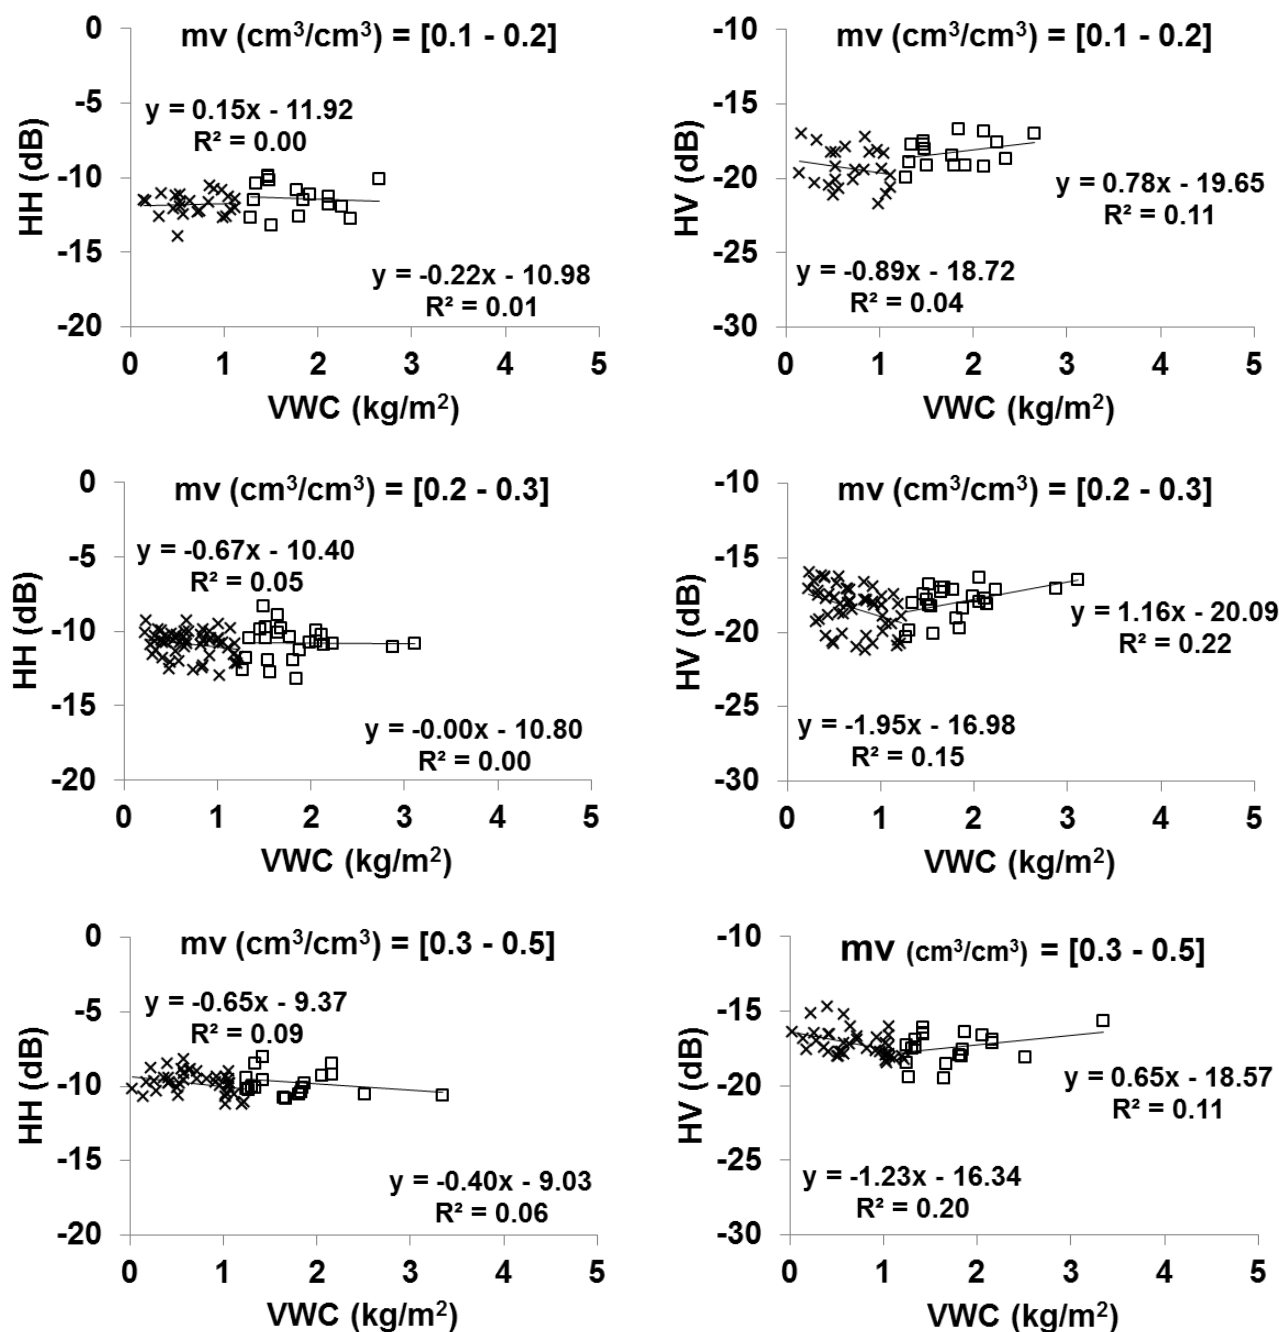 mv (cm³/cm³) = [0.1 - 0.2]
y = 0.15x - 11.92
R² = 0.00
y = -0.22x - 10.98
R² = 0.01
HH (dB)
0
-5
-10
-15
-20
0 1 2 3 4 5
VWC (kg/m²)
mv (cm³/cm³) = [0.1 - 0.2]
y = 0.78x - 19.65
R² = 0.11
y = -0.89x - 18.72
R² = 0.04
HV (dB)
-10
-15
-20
-25
-30
0 1 2 3 4 5
VWC (kg/m²)
mv (cm³/cm³) = [0.2 - 0.3]
y = -0.67x - 10.40
R² = 0.05
y = -0.00x - 10.80
R² = 0.00
HH (dB)
0
-5
-10
-15
-20
0 1 2 3 4 5
VWC (kg/m²)
mv (cm³/cm³) = [0.2 - 0.3]
y = 1.16x - 20.09
R² = 0.22
y = -1.95x - 16.98
R² = 0.15
HV (dB)
-10
-15
-20
-25
-30
0 1 2 3 4 5
VWC (kg/m²)
mv (cm³/cm³) = [0.3 - 0.5]
y = -0.65x - 9.37
R² = 0.09
y = -0.40x - 9.03
R² = 0.06
HH (dB)
0
-5
-10
-15
-20
0 1 2 3 4 5
VWC (kg/m²)
mv (cm³/cm³) = [0.3 - 0.5]
y = 0.65x - 18.57
R² = 0.11
y = -1.23x - 16.34
R² = 0.20
HV (dB)
-10
-15
-20
-25
-30
0 1 2 3 4 5
VWC (kg/m²)